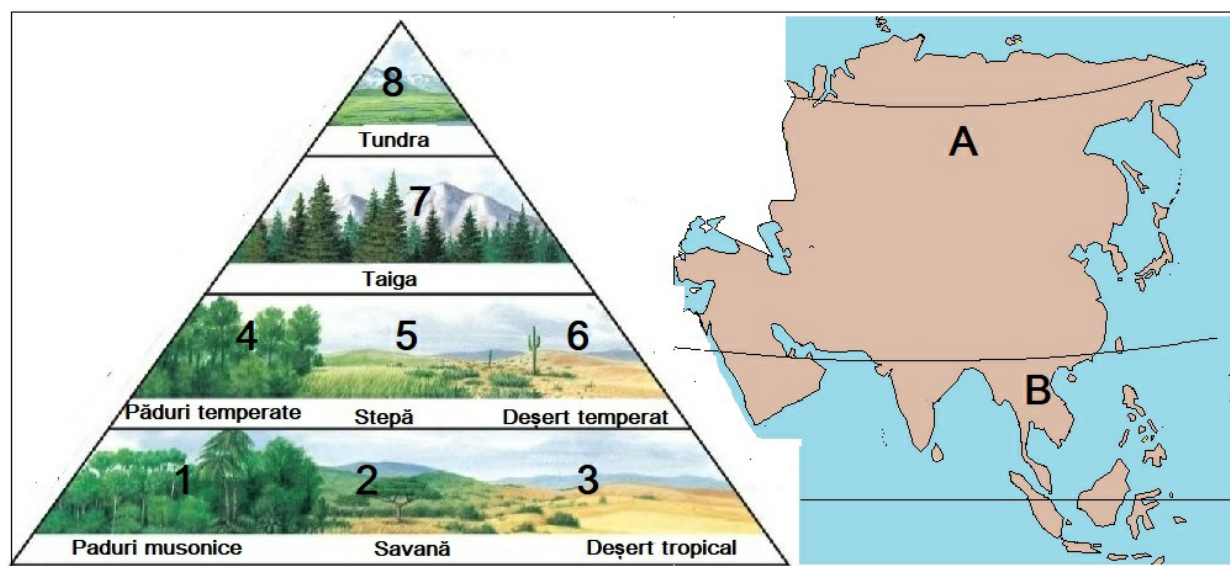 8
Tundra
7
Taiga
4 5 6
Păduri temperate Stepă Deșert temperat
1 2 3
Paduri musonice Savană Deșert tropical
A
B